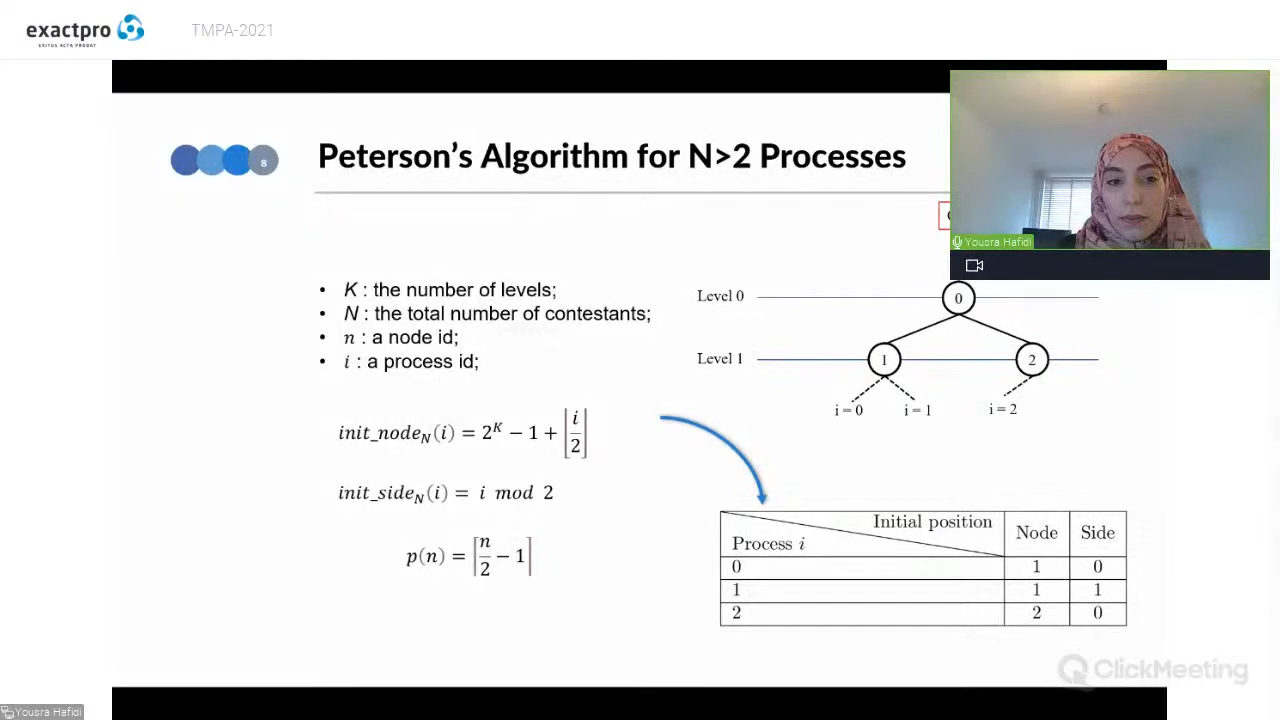 exactpro
EXITUS ACTA PROBAT
TMPA-2021
8
Peterson's Algorithm for N>2 Processes
Yousra Hafidi
• K : the number of levels;
• N : the total number of contestants;
• n : a node id;
• i : a process id;
init_node_N(i) = 2^K − 1 + ⌊i/2⌋
init_side_N(i) = i mod 2
p(n) = ⌈n/2 − 1⌉
Level 0
0
Level 1
1
2
i = 0
i = 1
i = 2
Initial position
Process i
Node
Side
0 1 0
1 1 1
2 2 0
ClickMeeting
Yousra Hafidi